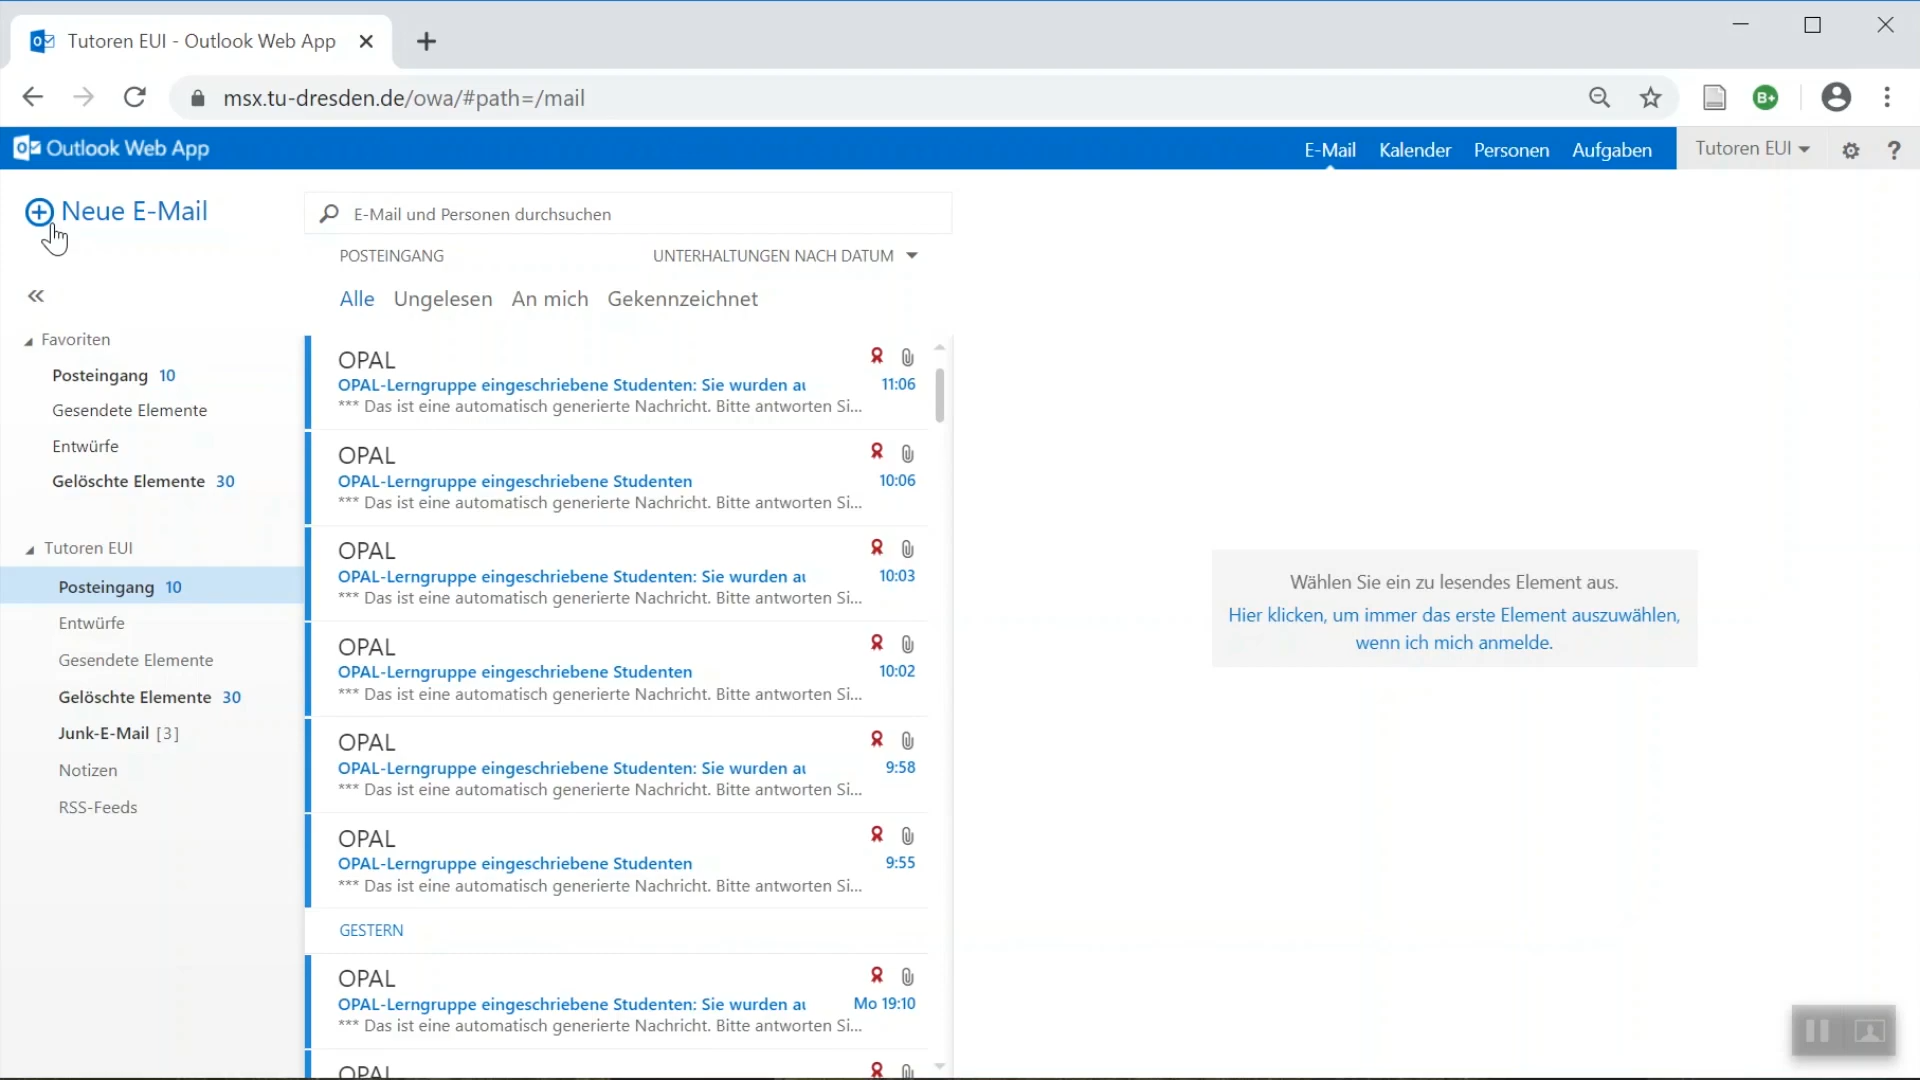 Tutoren EUI - Outlook Web App
msx.tu-dresden.de/owa/#path=/mail
B+
Outlook Web App
E-Mail Kalender Personen Aufgaben Tutoren EUI ?
Neue E-Mail
E-Mail und Personen durchsuchen
POSTEINGANG UNTERHALTUNGEN NACH DATUM
Alle Ungelesen An mich Gekennzeichnet
Favoriten
Posteingang 10
Gesendete Elemente
Entwürfe
Gelöschte Elemente 30
Tutoren EUI
Posteingang 10
Entwürfe
Gesendete Elemente
Gelöschte Elemente 30
Junk-E-Mail [3]
Notizen
RSS-Feeds
OPAL
OPAL-Lerngruppe eingeschriebene Studenten: Sie wurden au 11:06
*** Das ist eine automatisch generierte Nachricht. Bitte antworten Si...
OPAL
OPAL-Lerngruppe eingeschriebene Studenten 10:06
*** Das ist eine automatisch generierte Nachricht. Bitte antworten Si...
OPAL
OPAL-Lerngruppe eingeschriebene Studenten: Sie wurden au 10:03
*** Das ist eine automatisch generierte Nachricht. Bitte antworten Si...
OPAL
OPAL-Lerngruppe eingeschriebene Studenten 10:02
*** Das ist eine automatisch generierte Nachricht. Bitte antworten Si...
OPAL
OPAL-Lerngruppe eingeschriebene Studenten: Sie wurden au 9:58
*** Das ist eine automatisch generierte Nachricht. Bitte antworten Si...
OPAL
OPAL-Lerngruppe eingeschriebene Studenten 9:55
*** Das ist eine automatisch generierte Nachricht. Bitte antworten Si...
GESTERN
OPAL
OPAL-Lerngruppe eingeschriebene Studenten: Sie wurden au Mo 19:10
*** Das ist eine automatisch generierte Nachricht. Bitte antworten Si...
OPAL
Wählen Sie ein zu lesendes Element aus.
Hier klicken, um immer das erste Element auszuwählen,
wenn ich mich anmelde.